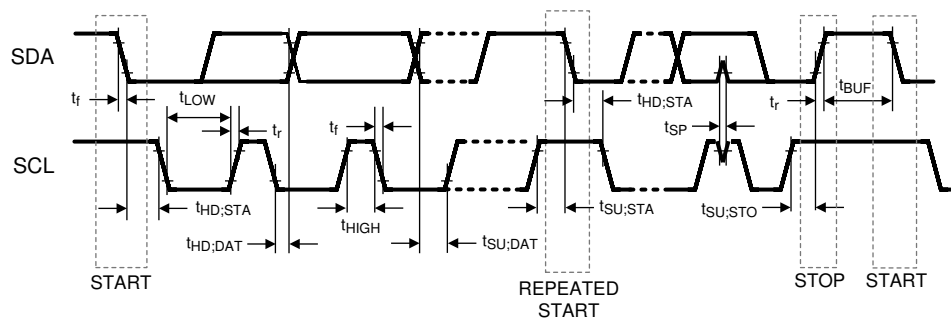 SDA
tf
tLOW
tr
tf
tHD;STA
tSP
tr
tBUF
SCL
tHD;STA
tHD;DAT
tHIGH
tSU;DAT
tSU;STA
tSU;STO
START
REPEATED
START
STOP
START